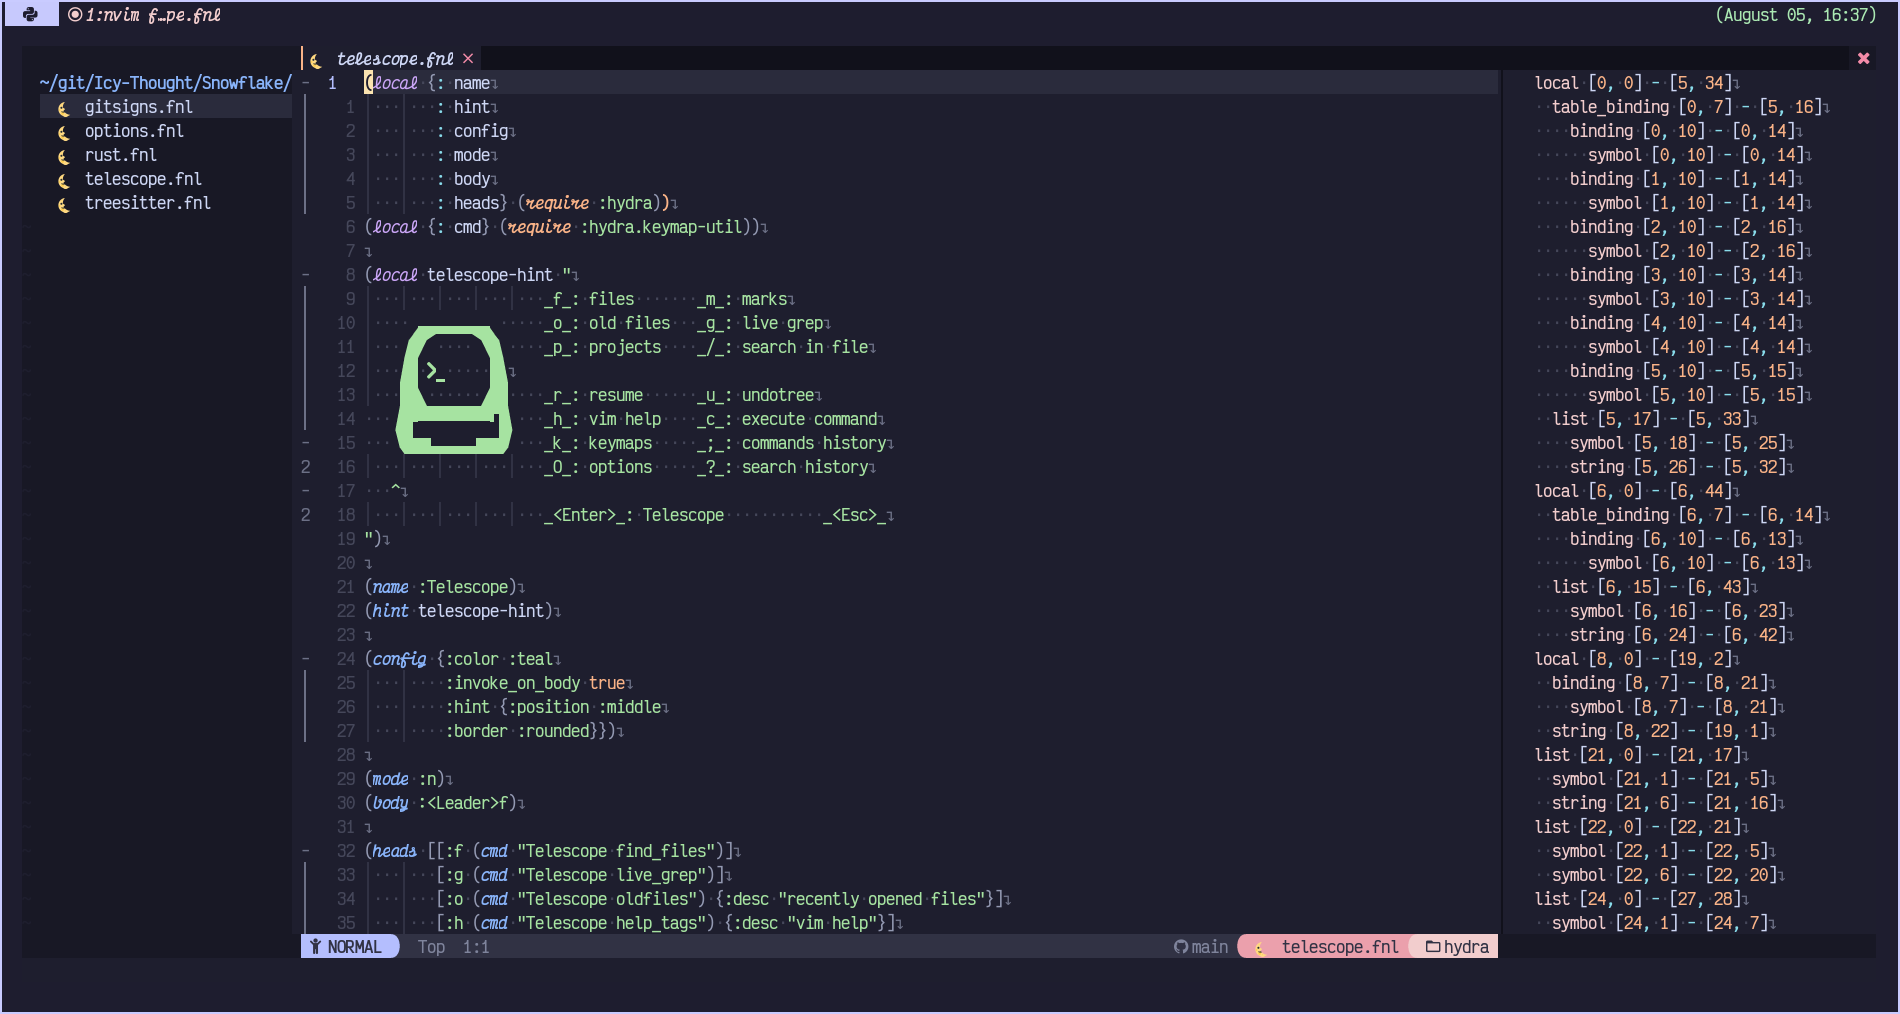 1:nvim f…pe.fnl
(August 05, 16:37)
~/git/Icy-Thought/Snowflake/
gitsigns.fnl
options.fnl
rust.fnl
telescope.fnl
treesitter.fnl
telescope.fnl
1 (local {: name
1 : hint
2 : config
3 : mode
4 : body
5 : heads} (require :hydra))
6 (local {: cmd} (require :hydra.keymap-util))
7
8 (local telescope-hint "
9 _f_: files _m_: marks
10 _o_: old files _g_: live grep
11 _p_: projects _/_: search in file
12 >_
13 _r_: resume _u_: undotree
14 _h_: vim help _c_: execute command
15 _k_: keymaps _;_: commands history
2 16 _O_: options _?_: search history
17 ^
2 18 _<Enter>_: Telescope _<Esc>_
19 ")
20
21 (name :Telescope)
22 (hint telescope-hint)
23
24 (config {:color :teal
25 :invoke_on_body true
26 :hint {:position :middle
27 :border :rounded}})
28
29 (mode :n)
30 (body :<Leader>f)
31
32 (heads [[:f (cmd "Telescope find_files")]
33 [:g (cmd "Telescope live_grep")]
34 [:o (cmd "Telescope oldfiles") {:desc "recently opened files"}]
35 [:h (cmd "Telescope help_tags") {:desc "vim help"}]
NORMAL Top 1:1
main telescope.fnl hydra
local [0, 0] - [5, 34]
table_binding [0, 7] - [5, 16]
binding [0, 10] - [0, 14]
symbol [0, 10] - [0, 14]
binding [1, 10] - [1, 14]
symbol [1, 10] - [1, 14]
binding [2, 10] - [2, 16]
symbol [2, 10] - [2, 16]
binding [3, 10] - [3, 14]
symbol [3, 10] - [3, 14]
binding [4, 10] - [4, 14]
symbol [4, 10] - [4, 14]
binding [5, 10] - [5, 15]
symbol [5, 10] - [5, 15]
list [5, 17] - [5, 33]
symbol [5, 18] - [5, 25]
string [5, 26] - [5, 32]
local [6, 0] - [6, 44]
table_binding [6, 7] - [6, 14]
binding [6, 10] - [6, 13]
symbol [6, 10] - [6, 13]
list [6, 15] - [6, 43]
symbol [6, 16] - [6, 23]
string [6, 24] - [6, 42]
local [8, 0] - [19, 2]
binding [8, 7] - [8, 21]
symbol [8, 7] - [8, 21]
string [8, 22] - [19, 1]
list [21, 0] - [21, 17]
symbol [21, 1] - [21, 5]
string [21, 6] - [21, 16]
list [22, 0] - [22, 21]
symbol [22, 1] - [22, 5]
symbol [22, 6] - [22, 20]
list [24, 0] - [27, 28]
symbol [24, 1] - [24, 7]